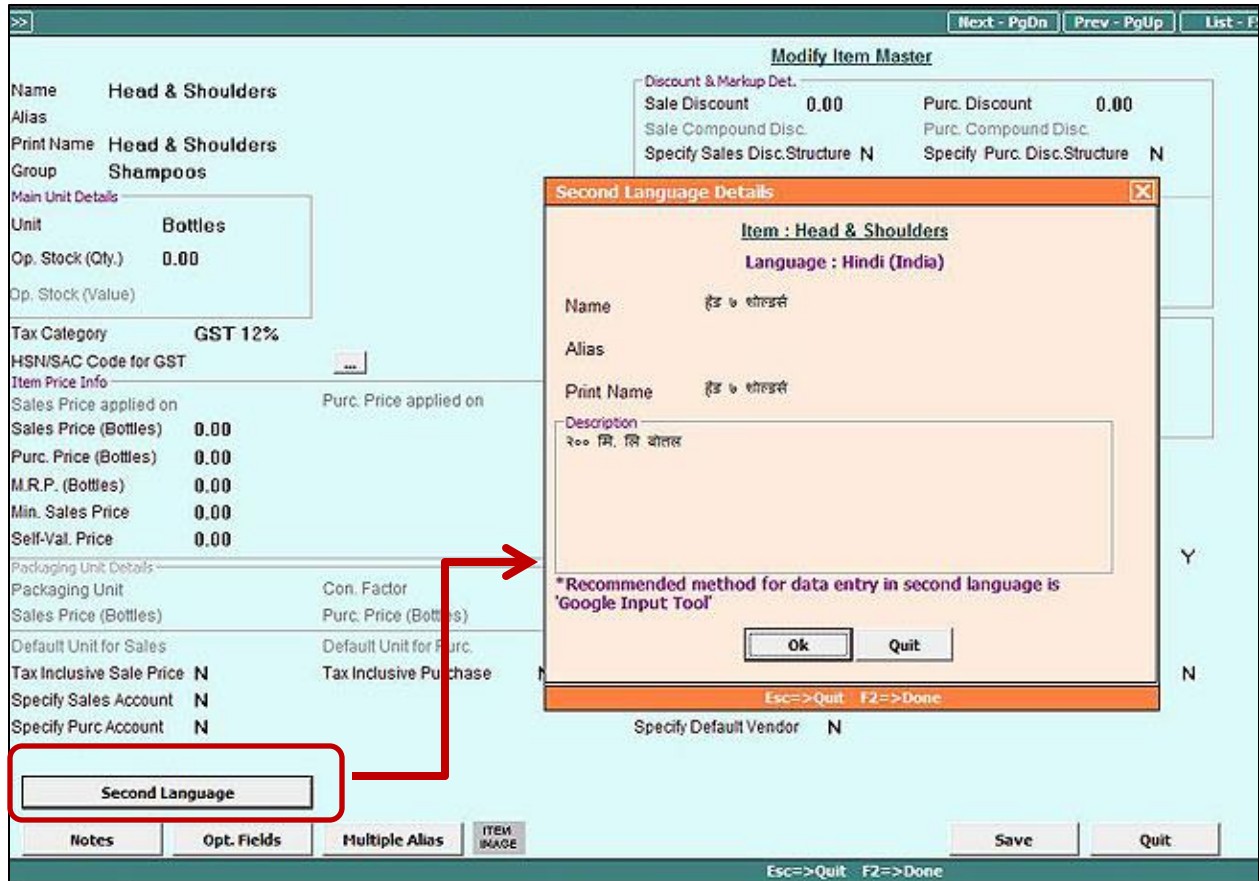 >>
Next - PgDn Prev - PgUp List - F
Modify Item Master
Name Head & Shoulders
Alias
Print Name Head & Shoulders
Group Shampoos
Main Unit Details
Unit Bottles
Op. Stock (Qty.) 0.00
Op. Stock (Value)
Tax Category GST 12%
HSN/SAC Code for GST ...
Item Price Info
Sales Price applied on Purc. Price applied on
Sales Price (Bottles) 0.00
Purc. Price (Bottles) 0.00
M.R.P. (Bottles) 0.00
Min. Sales Price 0.00
Self-Val. Price 0.00
Packaging Unit Details
Packaging Unit Con. Factor
Sales Price (Bottles) Purc. Price (Bottles)
Default Unit for Sales Default Unit for Purc.
Tax Inclusive Sale Price N Tax Inclusive Purchase
Specify Sales Account N
Specify Purc Account N
Discount & Markup Det.
Sale Discount 0.00 Purc. Discount 0.00
Sale Compound Disc. Purc. Compound Disc.
Specify Sales Disc.Structure N Specify Purc. Disc.Structure N
Second Language Details
Item : Head & Shoulders
Language : Hindi (India)
Name हेड ७ शोल्डर्स
Alias
Print Name हेड ७ शोल्डर्स
Description
२०० मि. लि बोतल
*Recommended method for data entry in second language is
'Google Input Tool'
Ok Quit
Esc=>Quit F2=>Done
Y
N
Specify Default Vendor N
Second Language
Notes Opt. Fields Multiple Alias ITEM IMAGE Save Quit
Esc=>Quit F2=>Done